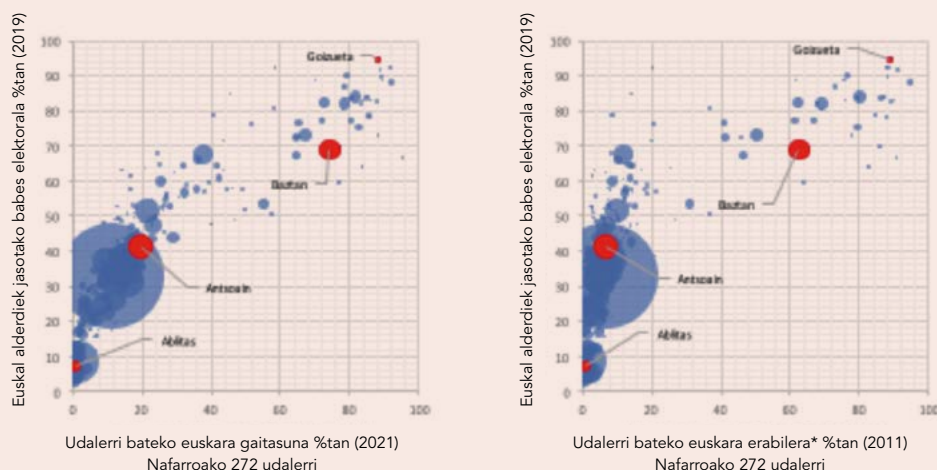 Euskal alderdiek jasotako babes elektorala %tan (2019)
100
90
80
70
60
50
40
30
20
10
0
Goizueta
Baztan
Antsoain
Ablitas
0 20 40 60 80 100
Udalerri bateko euskara gaitasuna %tan (2021)
Nafarroako 272 udalerri
Euskal alderdiek jasotako babes elektorala %tan (2019)
100
90
80
70
60
50
40
30
20
10
0
Goizueta
Baztan
Antsoain
Ablitas
0 20 40 60 80 100
Udalerri bateko euskara erabilera* %tan (2011)
Nafarroako 272 udalerri